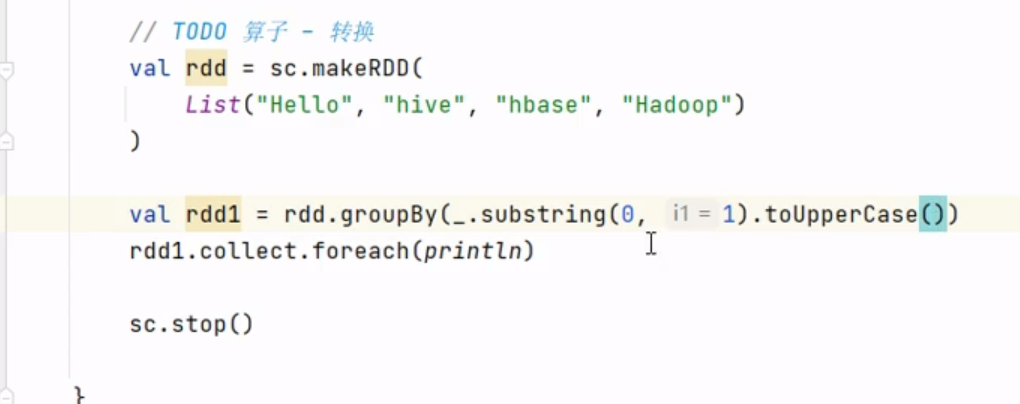 // TODO 算子 - 转换
val rdd = sc.makeRDD(
List("Hello", "hive", "hbase", "Hadoop")
)
val rdd1 = rdd.groupBy(_.substring(0, i1 = 1).toUpperCase())
rdd1.collect.foreach(println)
sc.stop()
}